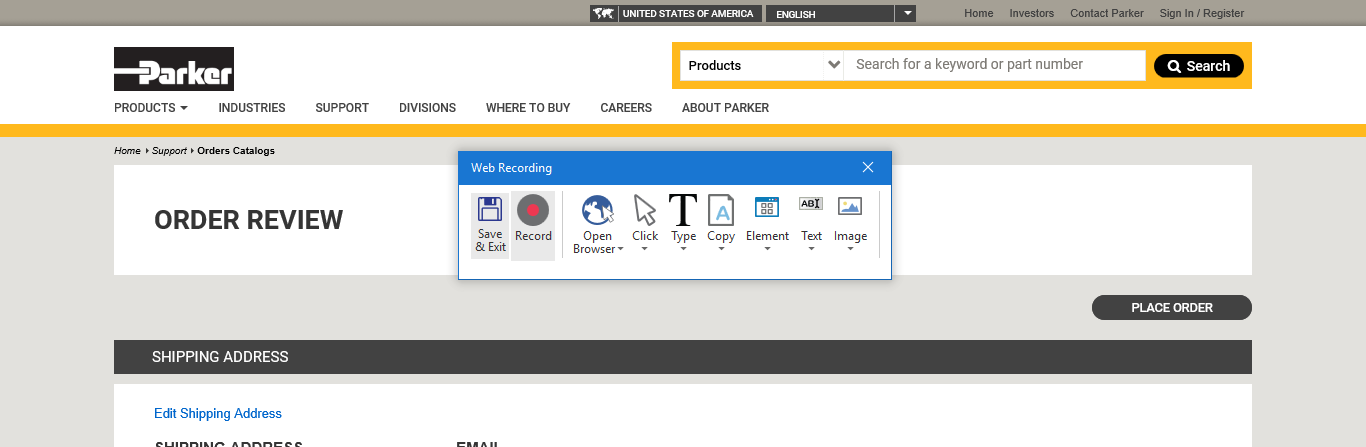 UNITED STATES OF AMERICA ENGLISH Home Investors Contact Parker Sign In / Register
Parker
Products Search for a keyword or part number Search
PRODUCTS INDUSTRIES SUPPORT DIVISIONS WHERE TO BUY CAREERS ABOUT PARKER
Home Support Orders Catalogs
Web Recording
ORDER REVIEW
Save
& Exit
Record
Open
Browser
Click
Type
A
Copy
Element
ABI
Text
Image
PLACE ORDER
SHIPPING ADDRESS
Edit Shipping Address
SHIPPING ADDRESS EMAIL